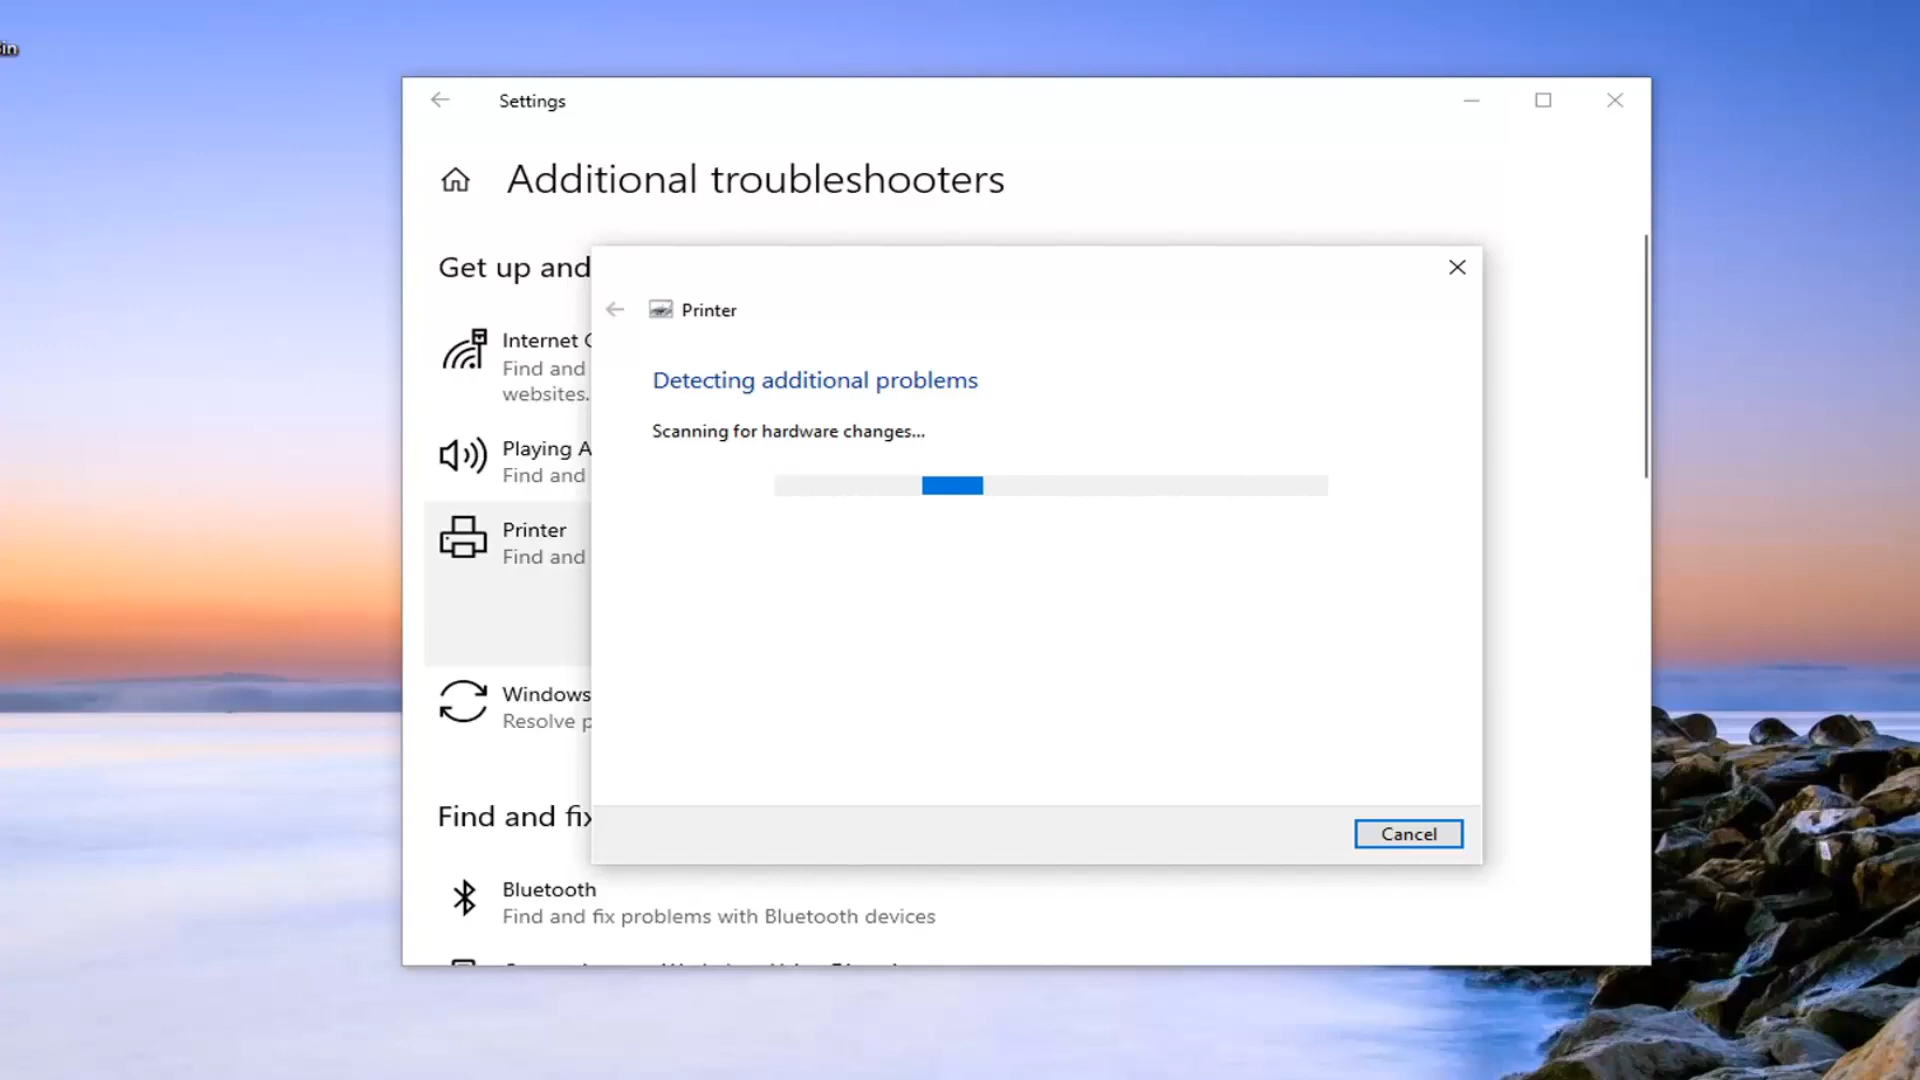 in
Settings
Additional troubleshooters
Get up and
Internet
Find and
websites.
Playing A
Find and
Printer
Find and
Windows
Resolve p
Find and fix
Bluetooth
Find and fix problems with Bluetooth devices
Printer
Detecting additional problems
Scanning for hardware changes...
Cancel